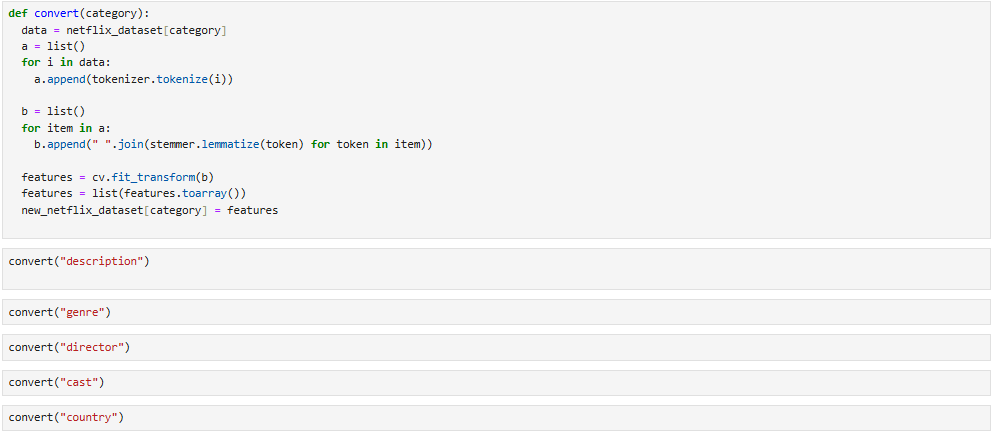 def convert(category):
  data = netflix_dataset[category]
  a = list()
  for i in data:
    a.append(tokenizer.tokenize(i))
  b = list()
  for item in a:
    b.append(" ".join(stemmer.lemmatize(token) for token in item))
  features = cv.fit_transform(b)
  features = list(features.toarray())
  new_netflix_dataset[category] = features
convert("description")
convert("genre")
convert("director")
convert("cast")
convert("country")